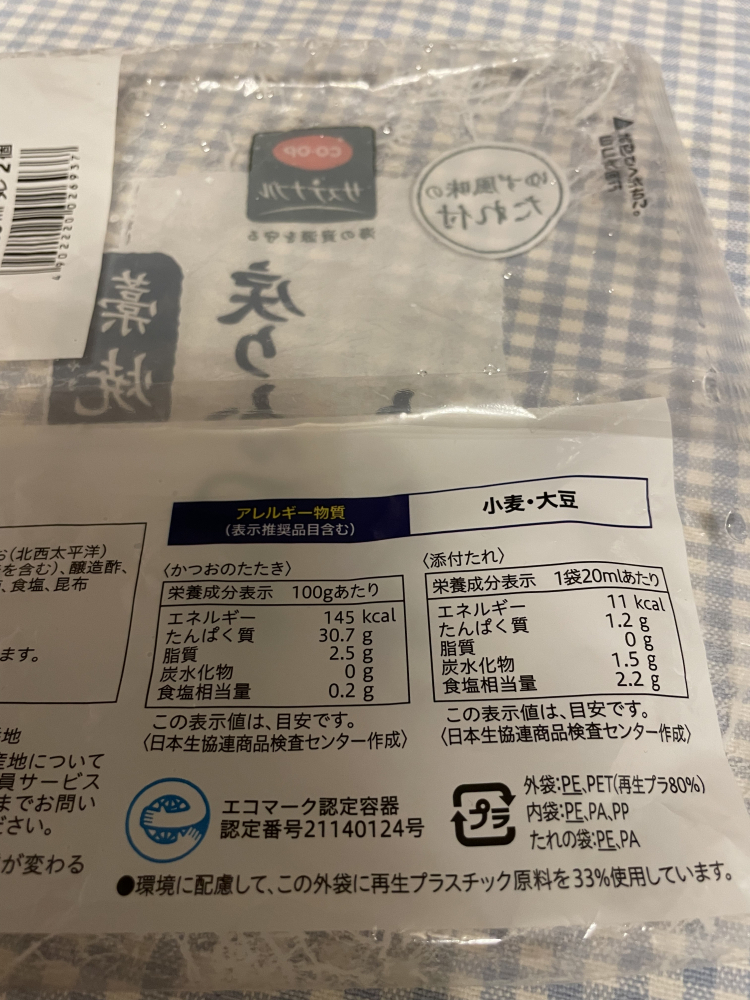 2個
4902220026937
CO·OP
サステナブル
海の資源を守る
ゆず風味の
たれ付
戻り
藁焼
アレルギー物質
(表示推奨品目含む)
小麦・大豆
(北西太平洋)
を含む)、醸造酢、
、食塩、昆布
ます。
〈かつおのたたき〉
栄養成分表示 100gあたり
エネルギー 145 kcal
たんぱく質 30.7 g
脂質 2.5 g
炭水化物 0 g
食塩相当量 0.2 g
この表示値は、目安です。
〈日本生協連商品検査センター作成〉
〈添付たれ〉
栄養成分表示 1袋20mlあたり
エネルギー 11 kcal
たんぱく質 1.2 g
脂質 0 g
炭水化物 1.5 g
食塩相当量 2.2 g
この表示値は、目安です。
〈日本生協連商品検査センター作成〉
地
産地について
員サービス
までお問い
ださい。
が変わる
エコマーク認定容器
認定番号21140124号
プラ
外袋:PE,PET(再生プラ80%)
内袋:PE,PA,PP
たれの袋:PE,PA
●環境に配慮して、この外袋に再生プラスチック原料を33%使用しています。